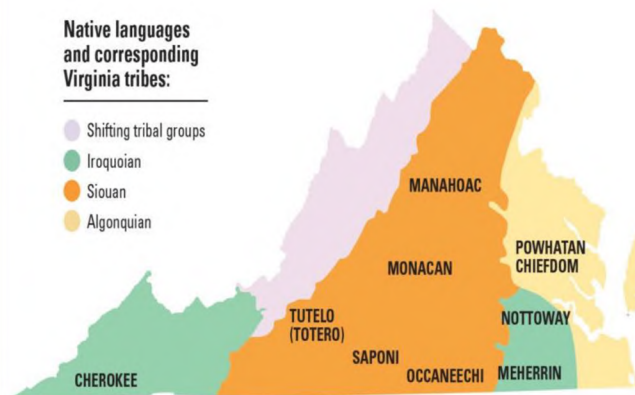 Native languages
and corresponding
Virginia tribes:
Shifting tribal groups
Iroquoian
Siouan
Algonquian
MANAHOAC
POWHATAN
CHIEFDOM
MONACAN
TUTELO
(TOTERO)
NOTTOWAY
SAPONI
OCCANEECHI
MEHERRIN
CHEROKEE